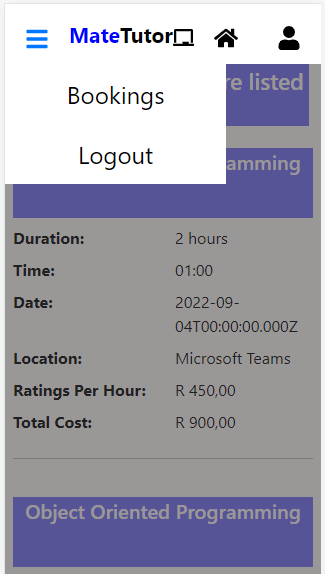 MateTutor
re listed
Bookings
Logout
ramming
Duration: 2 hours
Time: 01:00
Date: 2022-09-
04T00:00:00.000Z
Location: Microsoft Teams
Ratings Per Hour: R 450,00
Total Cost: R 900,00
Object Oriented Programming